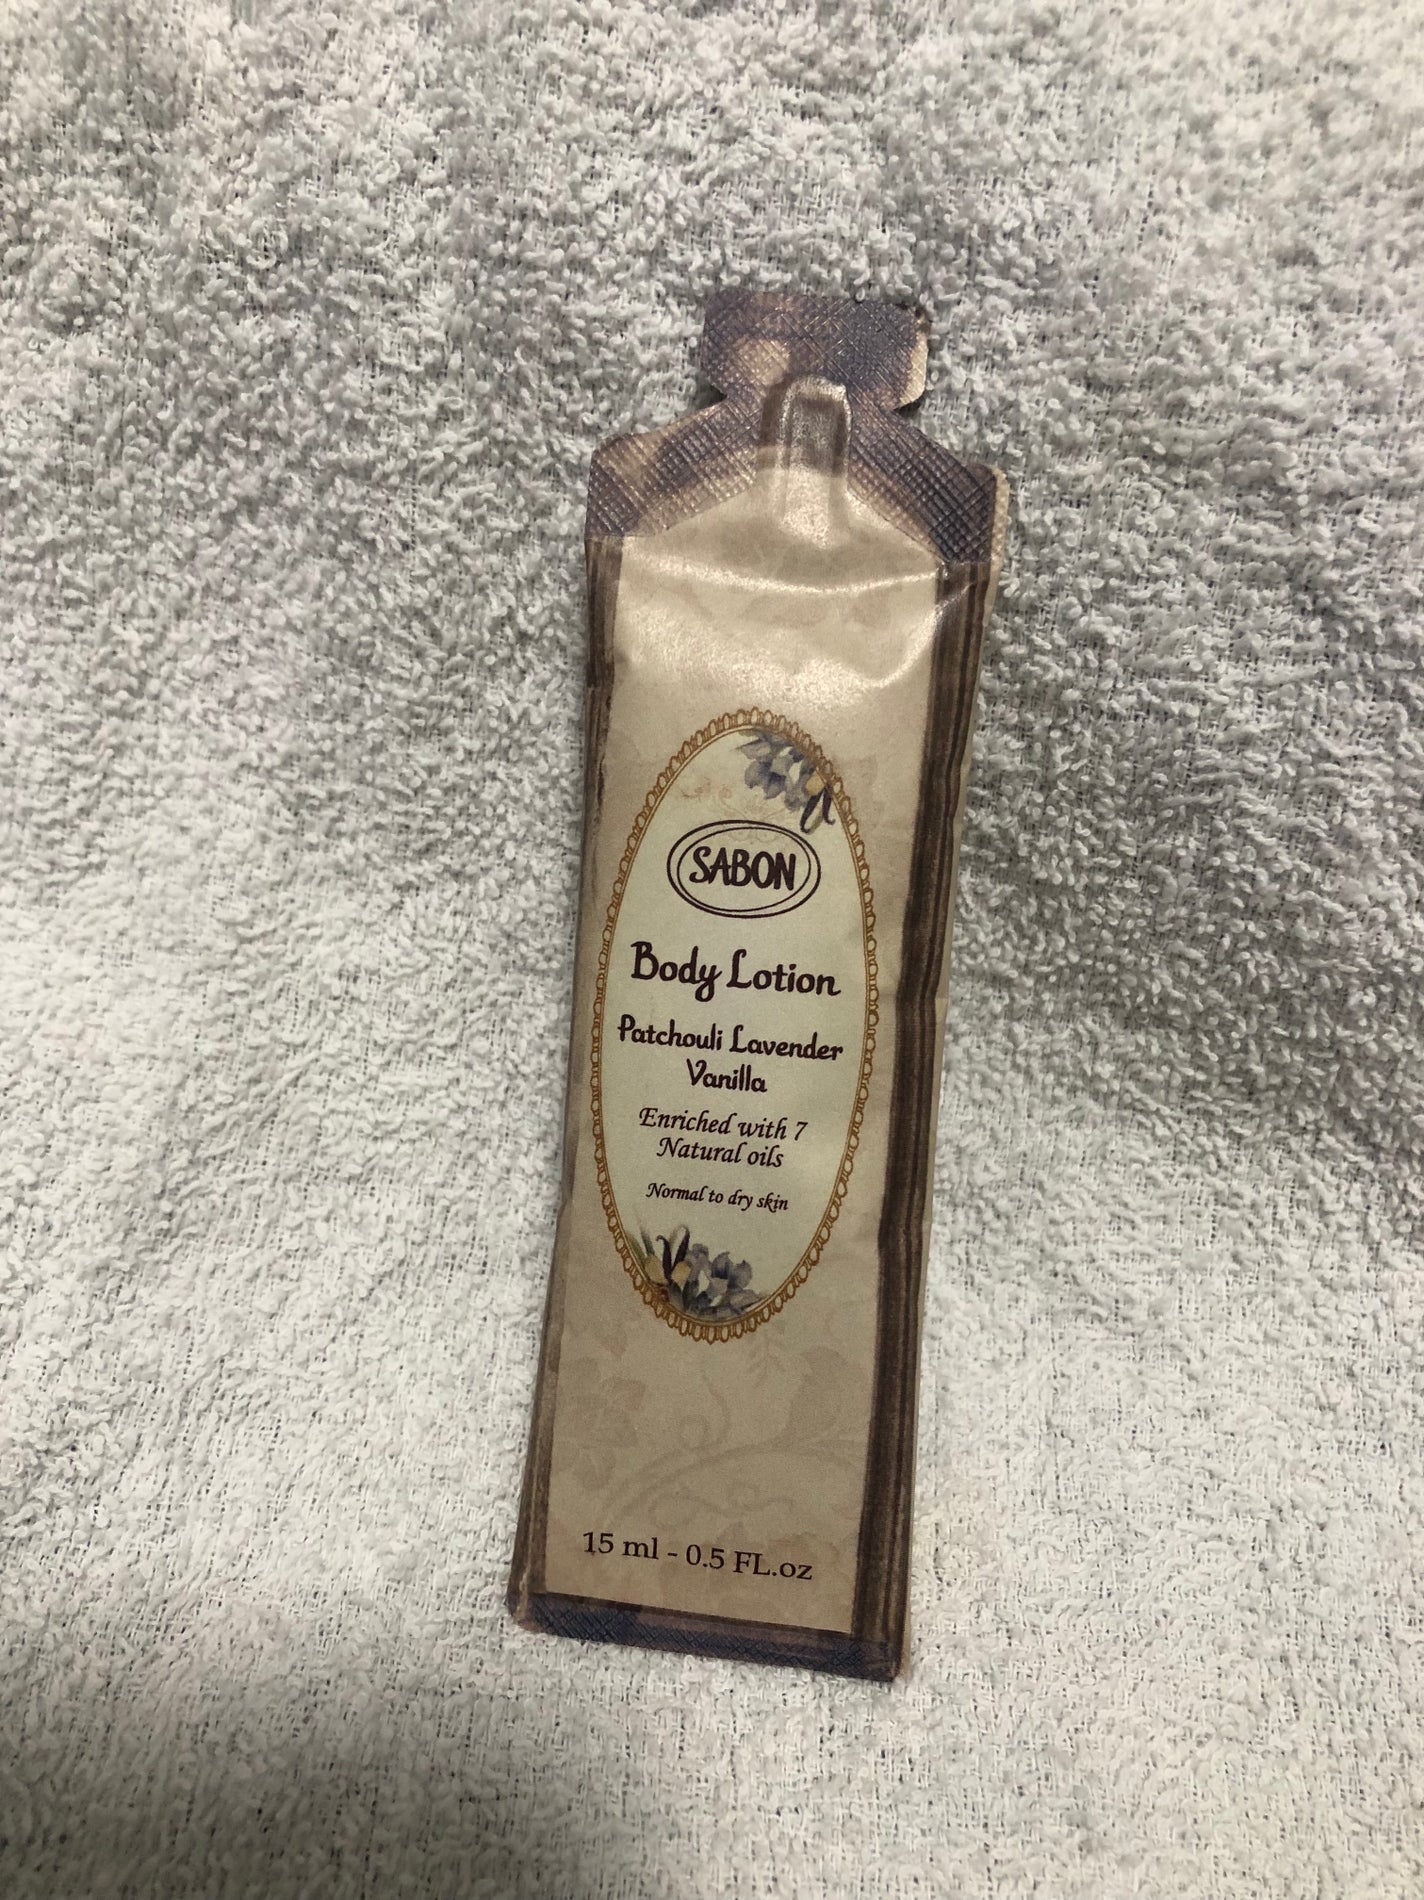 SABON
Body Lotion
Patchouli Lavender
Vanilla
Enriched with 7
Natural oils
Normal to dry skin
15 ml - 0.5 FL.oz